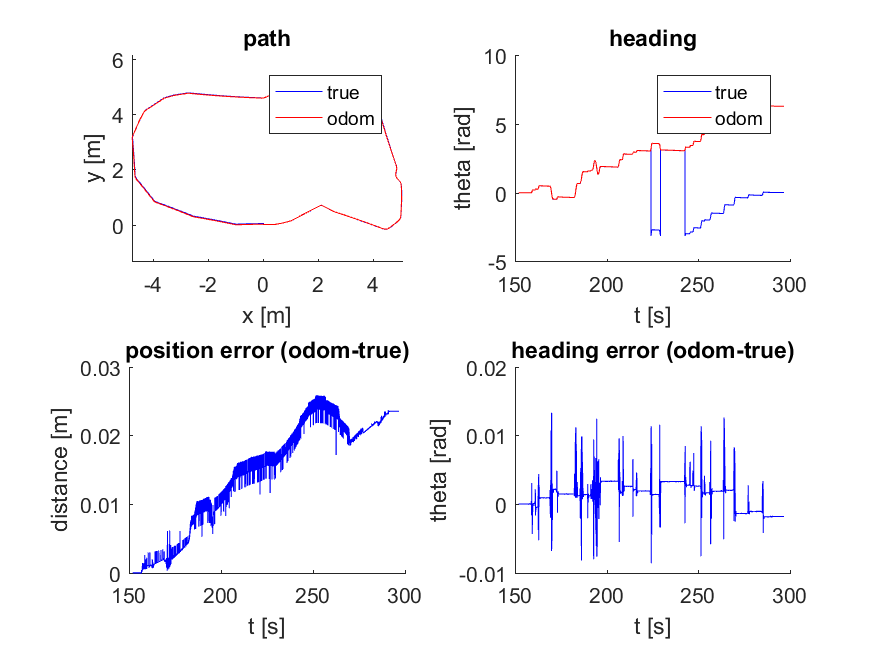 path
6
4
2
0
y [m]
-4
-2
0
2
4
x [m]
true
odom
heading
10
5
0
-5
theta [rad]
150
200
250
300
t [s]
true
odom
position error (odom-true)
0.03
0.02
0.01
0
distance [m]
150
200
250
300
t [s]
heading error (odom-true)
0.02
0.01
0
-0.01
theta [rad]
150
200
250
300
t [s]